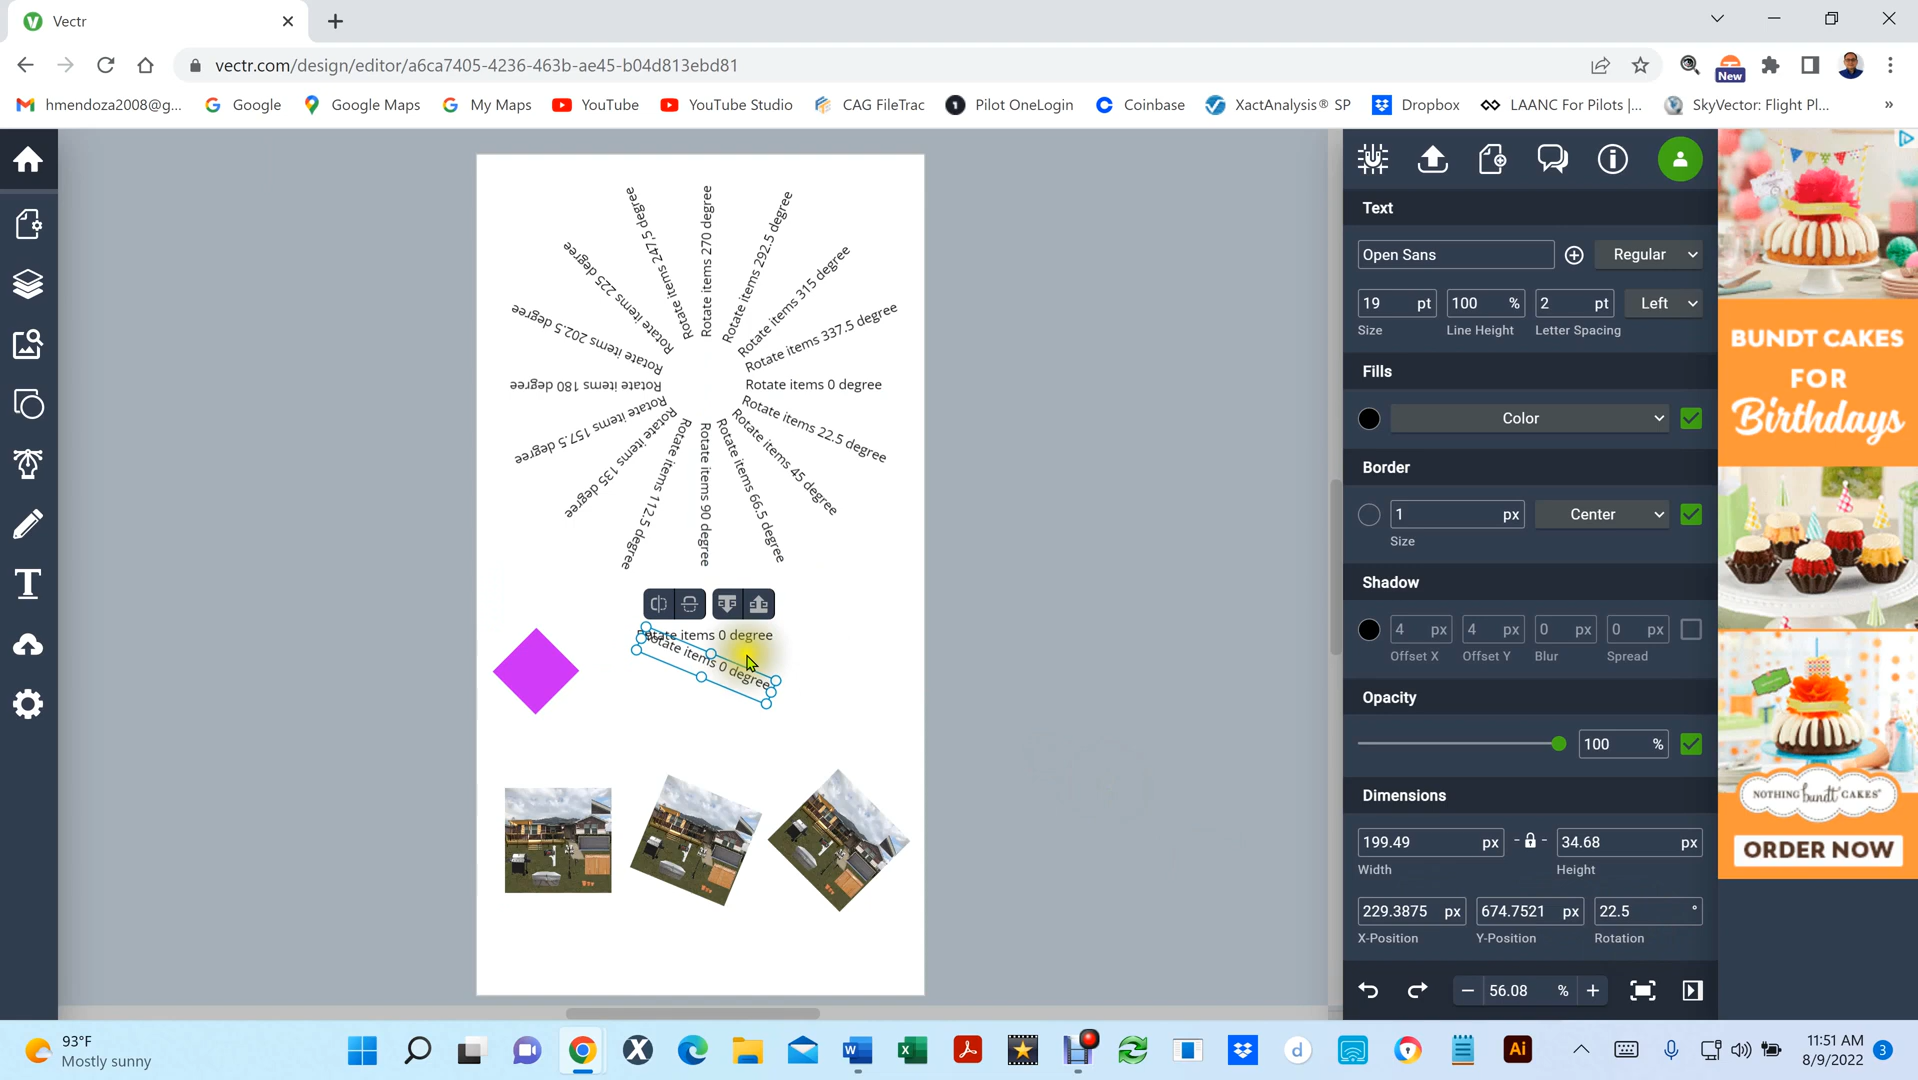 Vectr
vectr.com/design/editor/a6ca7405-4236-463b-ae45-b04d813ebd81
New
hmendoza2008@g...
Google
Google Maps
My Maps
YouTube
YouTube Studio
CAG FileTrac
Pilot OneLogin
Coinbase
XactAnalysis® SP
Dropbox
LAANC For Pilots |...
SkyVector: Flight Pl...
»
Rotate items 247,5 degree
Rotate items 270 degree
Rotate items 292.5 degree
Rotate items 225 degree
Rotate items 315 degree
Rotate items 202.5 degree
Rotate items 337.5 degree
Rotate items 180 degree
Rotate items 0 degree
Rotate items 157.5 degree
Rotate items 22.5 degree
Rotate items 135 degree
Rotate items 45 degree
Rotate items 112.5 degree
Rotate items 90 degree
Rotate items 66.5 degree
Rotate items 0 degree
Rotate items 0 degree
Text
Open Sans
Regular
19 pt
100 %
2 pt
Left
Size
Line Height
Letter Spacing
Fills
Color
Border
1 px
Center
Size
Shadow
4 px
4 px
0 px
0 px
Offset X
Offset Y
Blur
Spread
Opacity
100 %
Dimensions
199.49 px
34.68 px
Width
Height
229.3875 px
674.7521 px
22.5 °
X-Position
Y-Position
Rotation
56.08 %
BUNDT CAKES
FOR
Birthdays
NOTHING bundt CAKES®
ORDER NOW
93°F
Mostly sunny
11:51 AM
8/9/2022
3